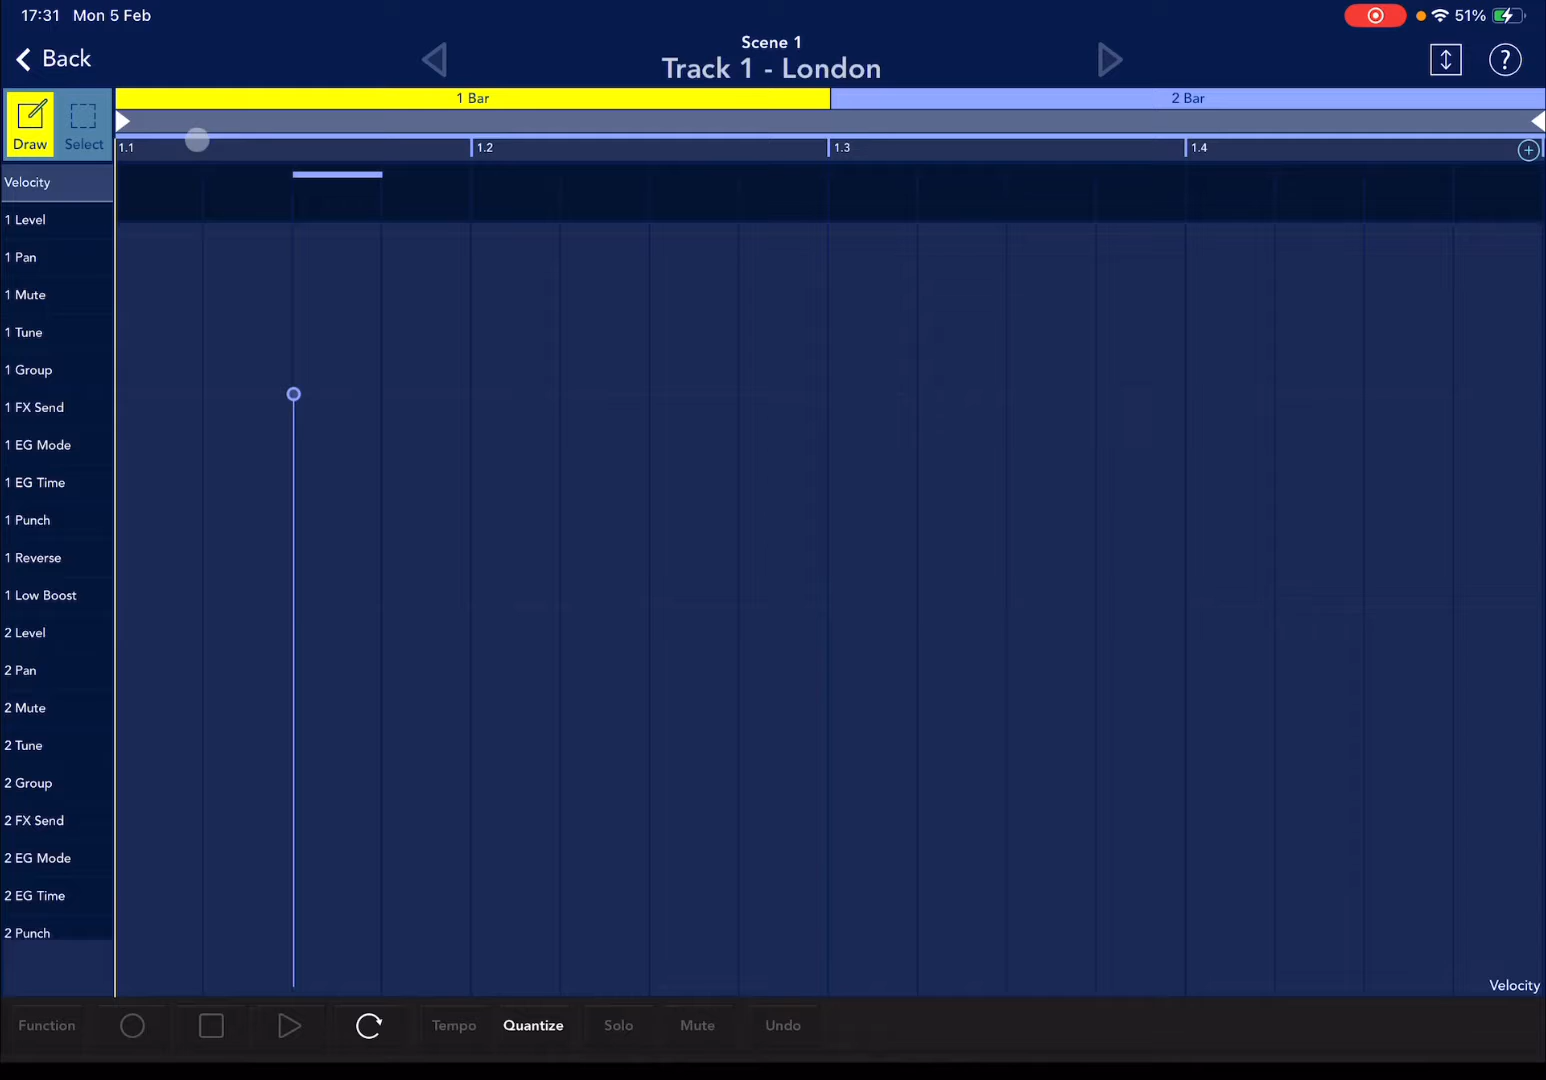 17:31 Mon 5 Feb 51%
Back
Scene 1
Track 1 - London
?
Draw Select
1 Bar 2 Bar
1.1 1.2 1.3 1.4
Velocity
1 Level
1 Pan
1 Mute
1 Tune
1 Group
1 FX Send
1 EG Mode
1 EG Time
1 Punch
1 Reverse
1 Low Boost
2 Level
2 Pan
2 Mute
2 Tune
2 Group
2 FX Send
2 EG Mode
2 EG Time
2 Punch
Velocity
Function Tempo Quantize Solo Mute Undo